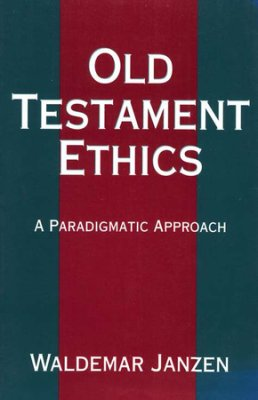 OLD
TESTAMENT
ETHICS
A PARADIGMATIC APPROACH
WALDEMAR JANZEN